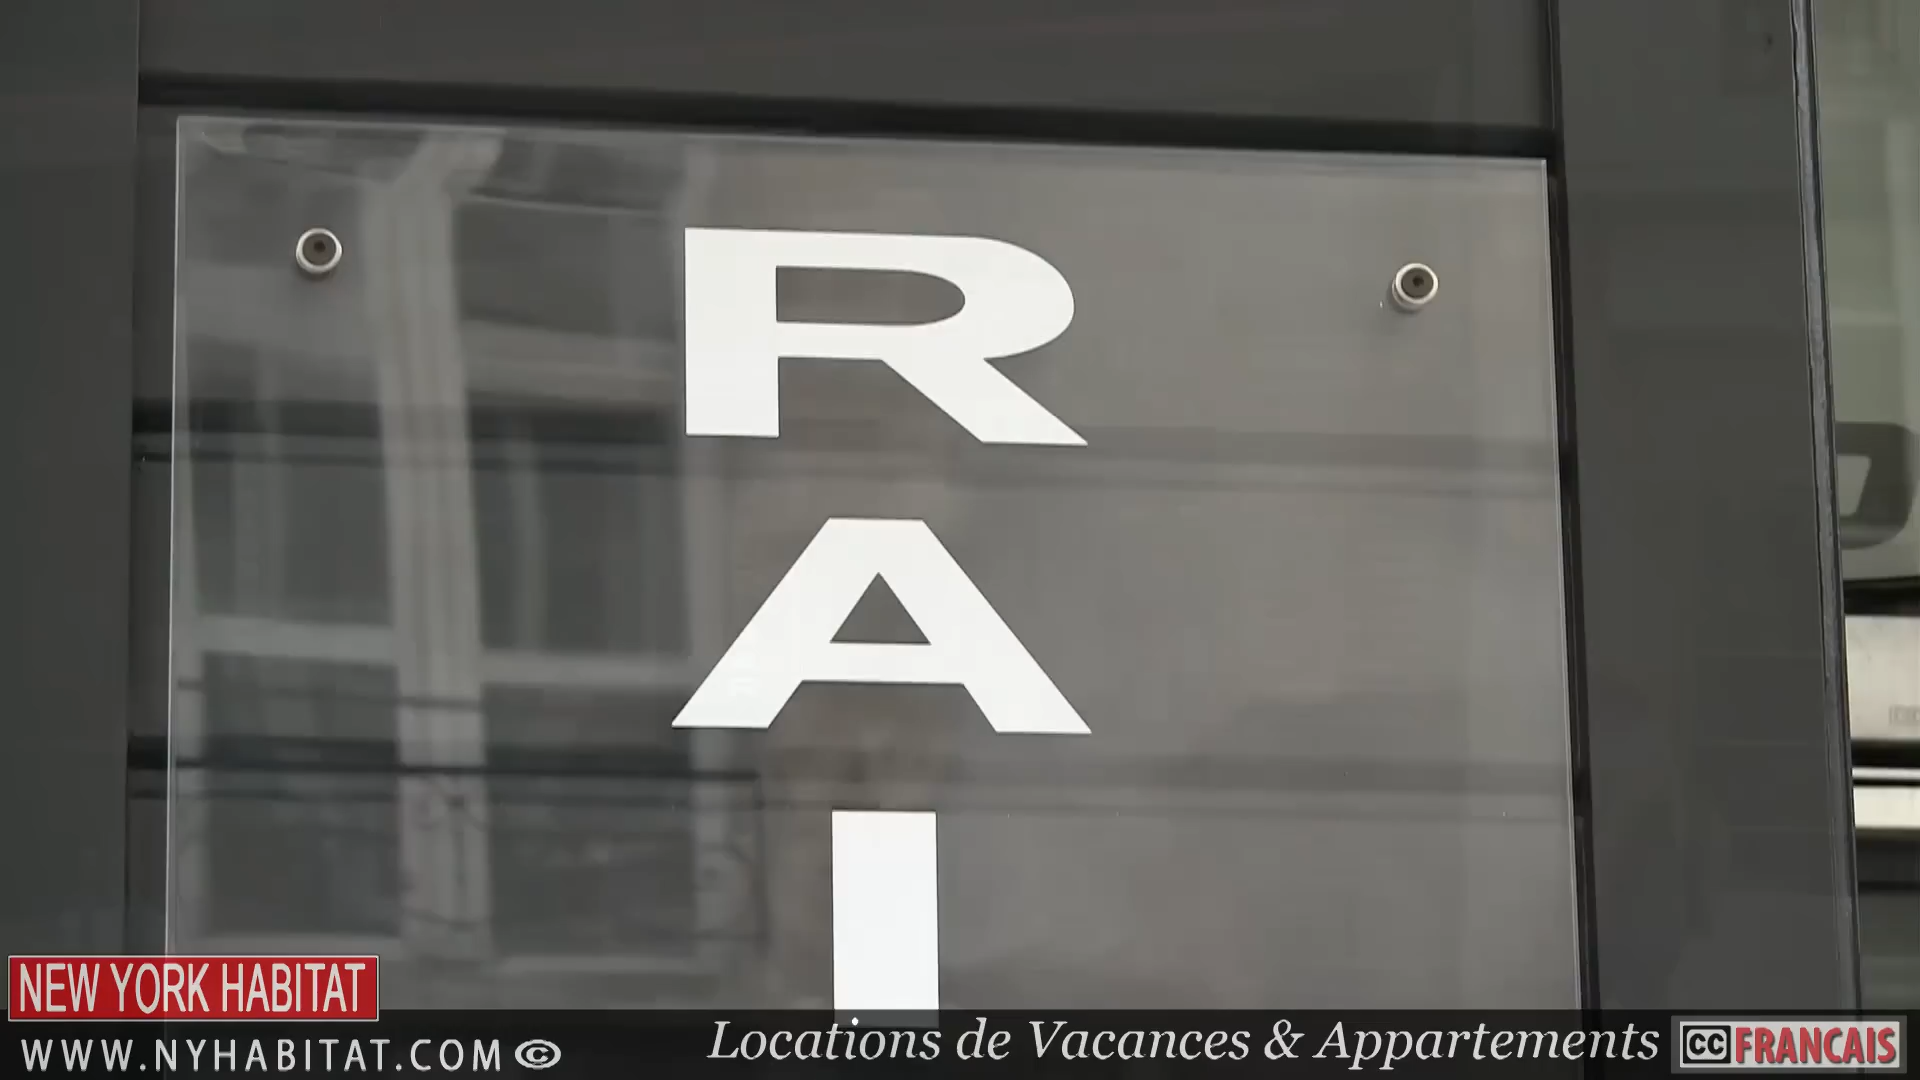 R
A
I
NEW YORK HABITAT
WWW.NYHABITAT.COM ©
Locations de Vacances & Appartements
CC FRANCAIS